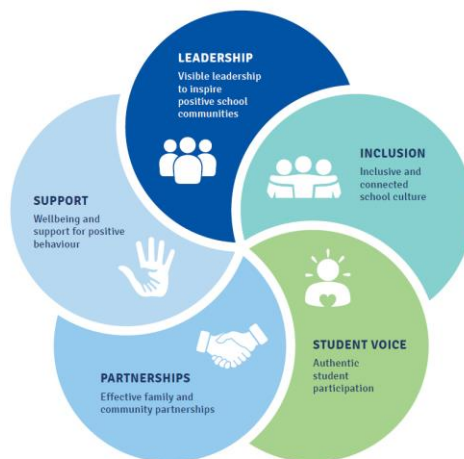 LEADERSHIP
Visible leadership
to inspire
positive school
communities
INCLUSION
Inclusive and
connected
school culture
STUDENT VOICE
Authentic
student
participation
PARTNERSHIPS
Effective family and
community partnerships
SUPPORT
Wellbeing and
support for positive
behaviour